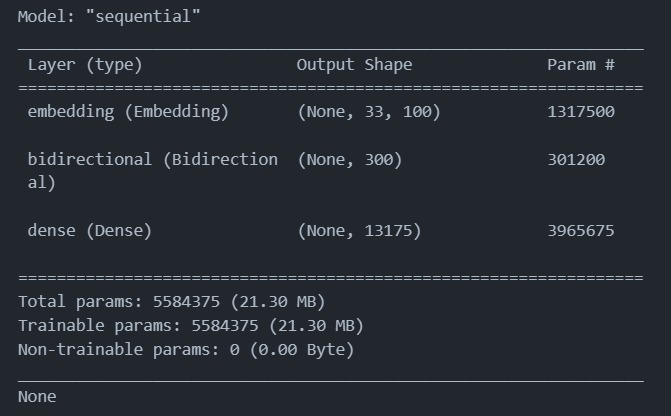 Model: "sequential"
_________________________________________________________________
Layer (type) Output Shape Param #
=================================================================
embedding (Embedding) (None, 33, 100) 1317500
bidirectional (Bidirection (None, 300) 301200
al)
dense (Dense) (None, 13175) 3965675
=================================================================
Total params: 5584375 (21.30 MB)
Trainable params: 5584375 (21.30 MB)
Non-trainable params: 0 (0.00 Byte)
_________________________________________________________________
None